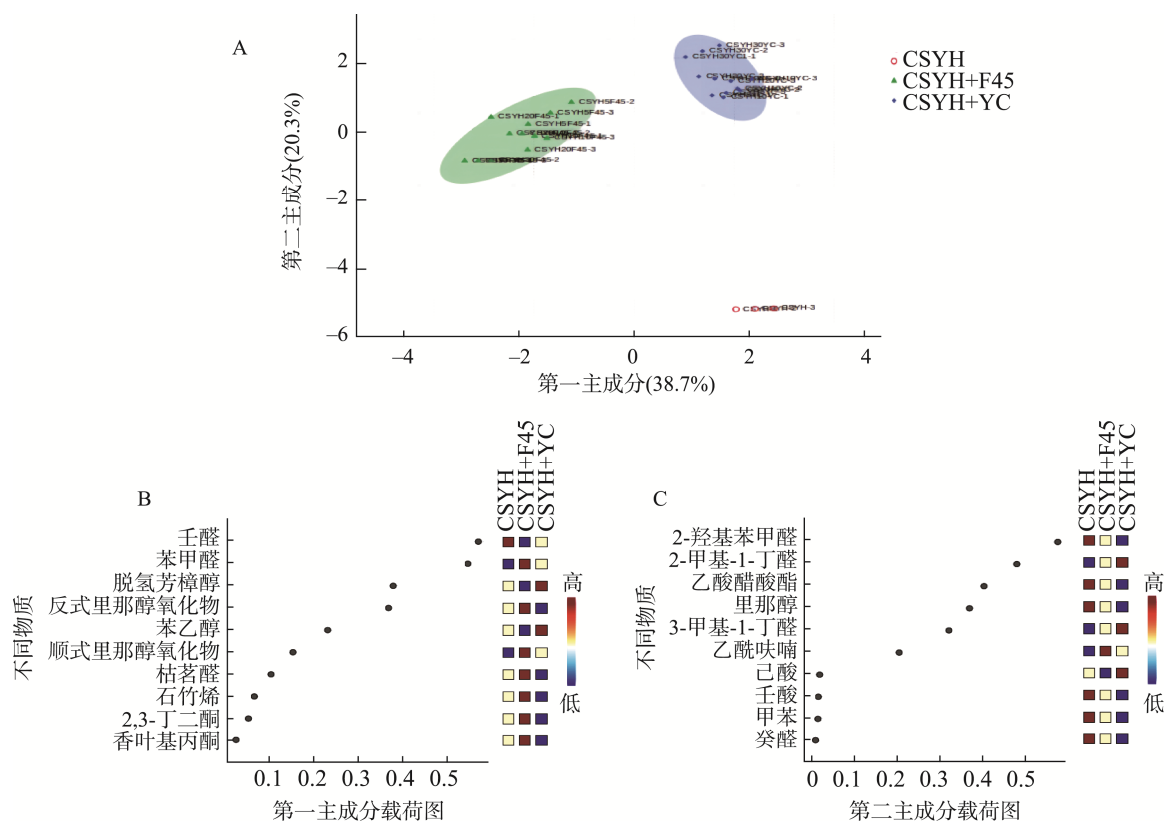 A
2
0
−2
−4
−6
第二主成分(20.3%)
−4
−2
0
2
4
第一主成分(38.7%)
CSYH5F45-2
CSYH5F45-3
CSYH20F45-1
CSYH5F45-1
CSYH20F45-3
CSYH30YC-3
CSYH30YC-2
CSYH30YC1-1
CSYH
CSYH+F45
CSYH+YC
B
CSYH
CSYH+F45
CSYH+YC
不同物质
壬醛
苯甲醛
脱氢芳樟醇
反式里那醇氧化物
苯乙醇
顺式里那醇氧化物
枯茗醛
石竹烯
2,3-丁二酮
香叶基丙酮
高
低
0.1
0.2
0.3
0.4
0.5
第一主成分载荷图
C
CSYH
CSYH+F45
CSYH+YC
不同物质
2-羟基苯甲醛
2-甲基-1-丁醛
乙酸醋酸酯
里那醇
3-甲基-1-丁醛
乙酰呋喃
己酸
壬酸
甲苯
癸醛
高
低
0
0.1
0.2
0.3
0.4
0.5
第二主成分载荷图